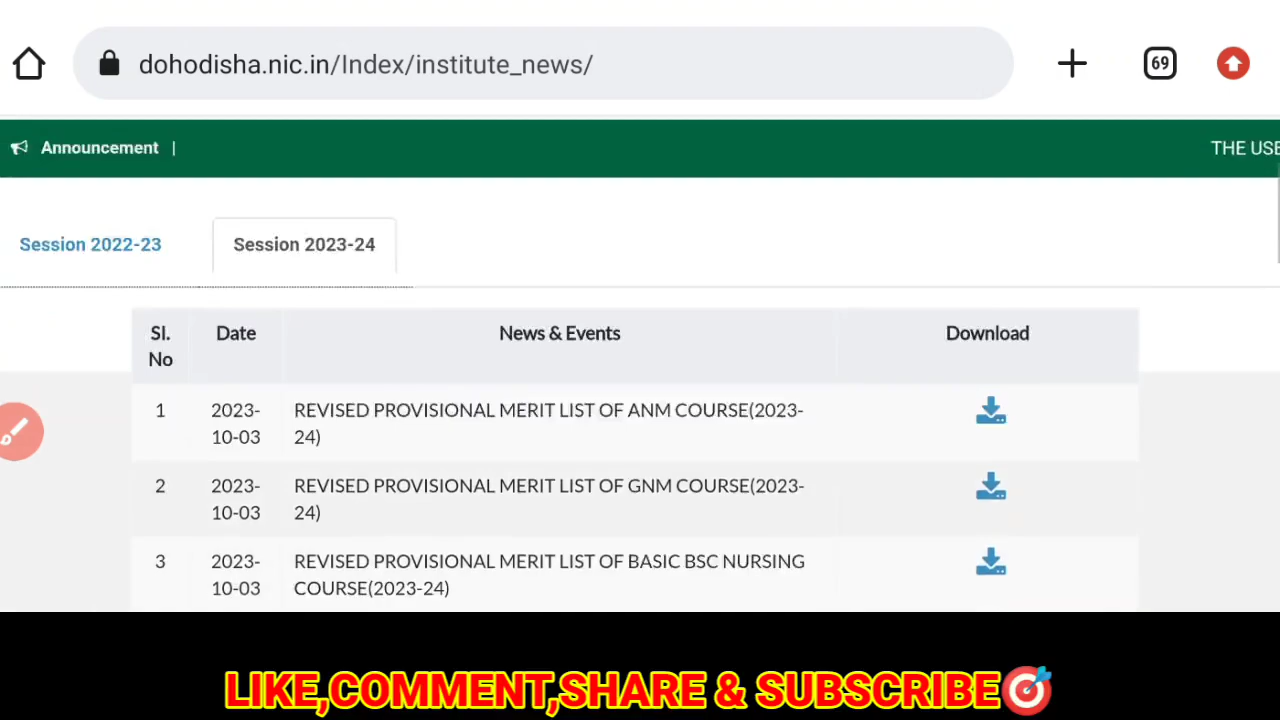 dohodisha.nic.in/Index/institute_news/
69
Announcement |
THE USE
Session 2022-23
Session 2023-24
Sl. No
Date
News & Events
Download
1
2023-
10-03
REVISED PROVISIONAL MERIT LIST OF ANM COURSE(2023-
24)
2
2023-
10-03
REVISED PROVISIONAL MERIT LIST OF GNM COURSE(2023-
24)
3
2023-
10-03
REVISED PROVISIONAL MERIT LIST OF BASIC BSC NURSING
COURSE(2023-24)
LIKE,COMMENT,SHARE & SUBSCRIBE🎯